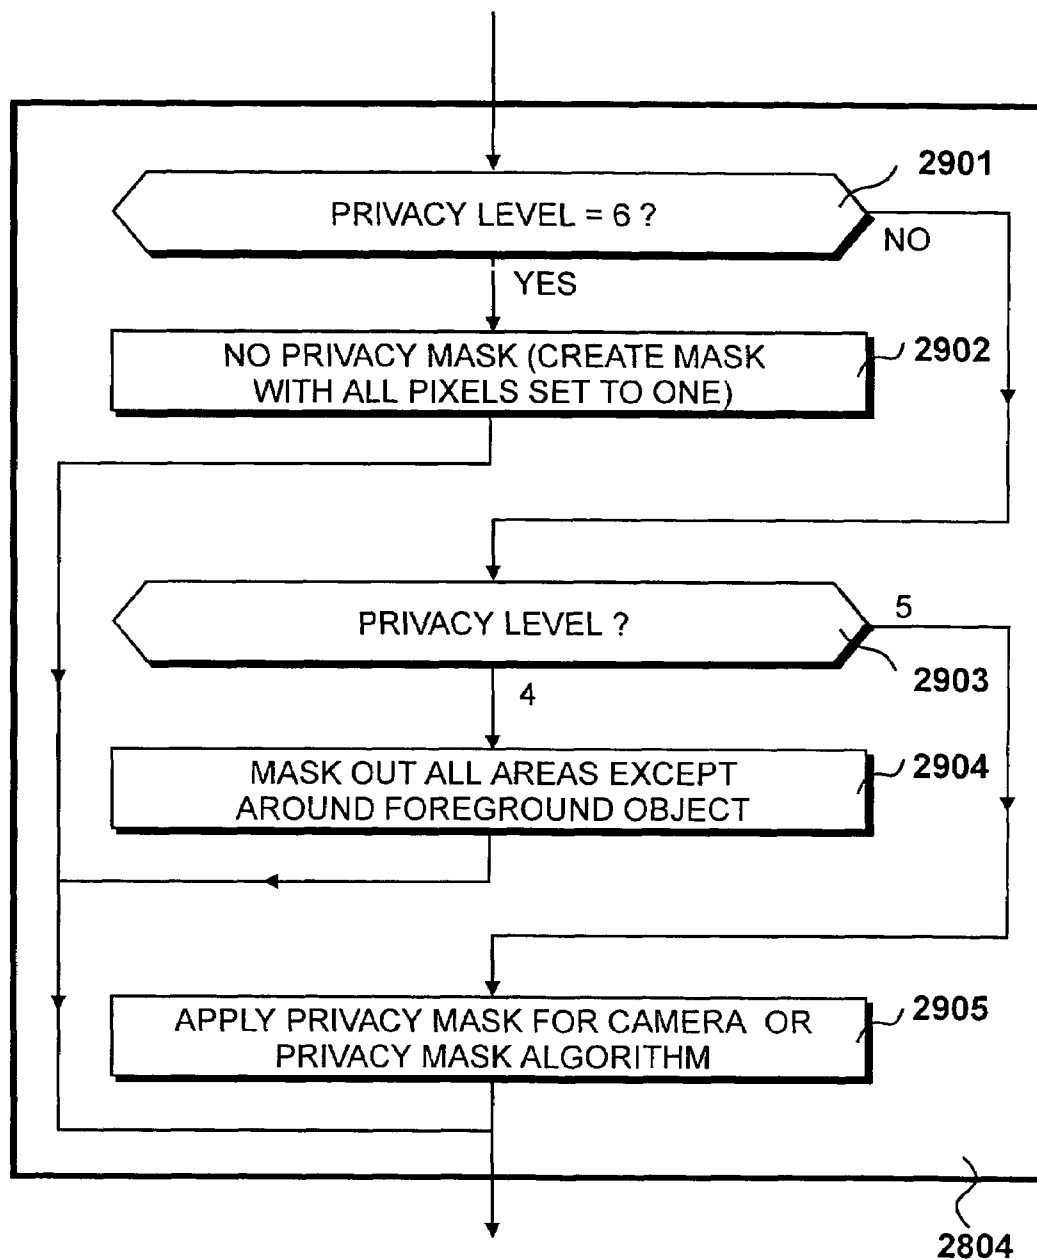 2901
PRIVACY LEVEL = 6 ?
NO
YES
NO PRIVACY MASK (CREATE MASK
WITH ALL PIXELS SET TO ONE)
2902
PRIVACY LEVEL ?
5
2903
4
MASK OUT ALL AREAS EXCEPT
AROUND FOREGROUND OBJECT
2904
APPLY PRIVACY MASK FOR CAMERA OR
PRIVACY MASK ALGORITHM
2905
2804